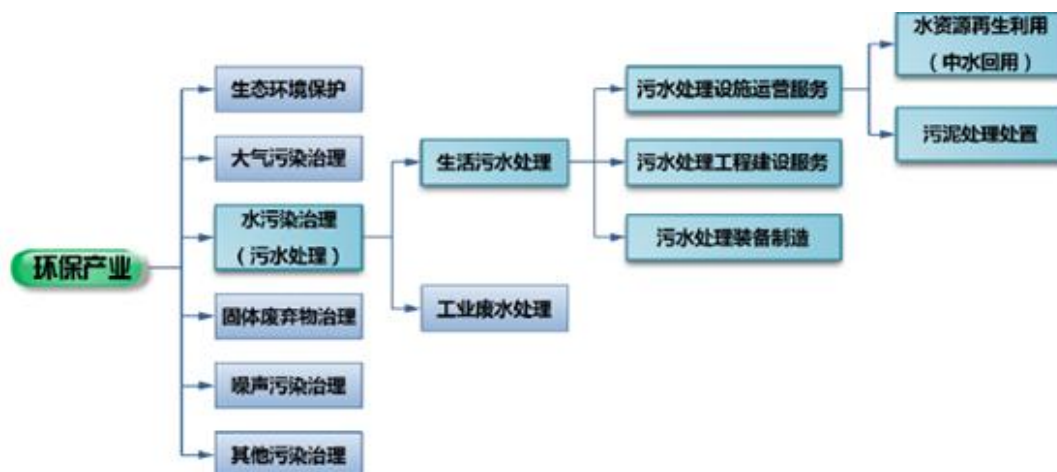 环保产业
生态环境保护
大气污染治理
水污染治理
（污水处理）
固体废弃物治理
噪声污染治理
其他污染治理
生活污水处理
工业废水处理
污水处理设施运营服务
污水处理工程建设服务
污水处理装备制造
水资源再生利用
（中水回用）
污泥处理处置